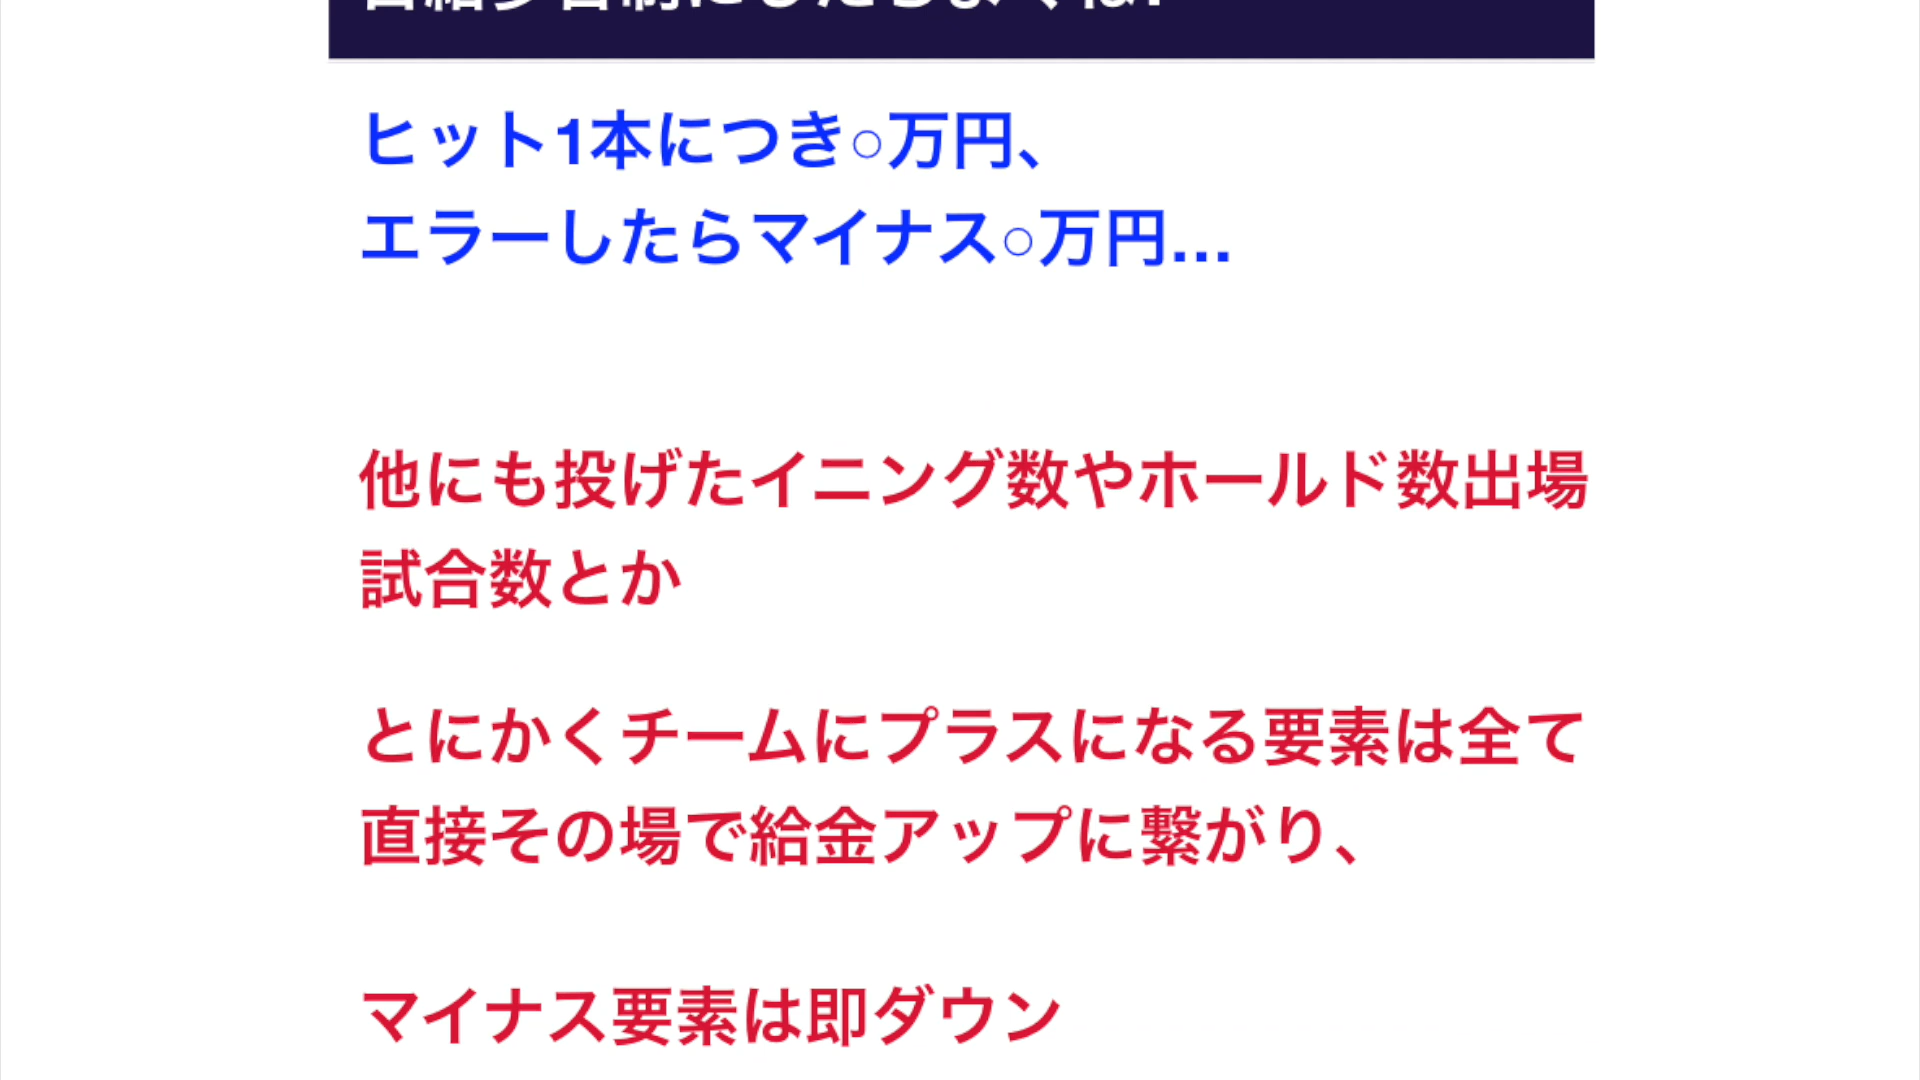 ヒット1本につき○万円、
エラーしたらマイナス○万円...
他にも投げたイニング数やホールド数出場
試合数とか
とにかくチームにプラスになる要素は全て
直接その場で給金アップに繋がり、
マイナス要素は即ダウン